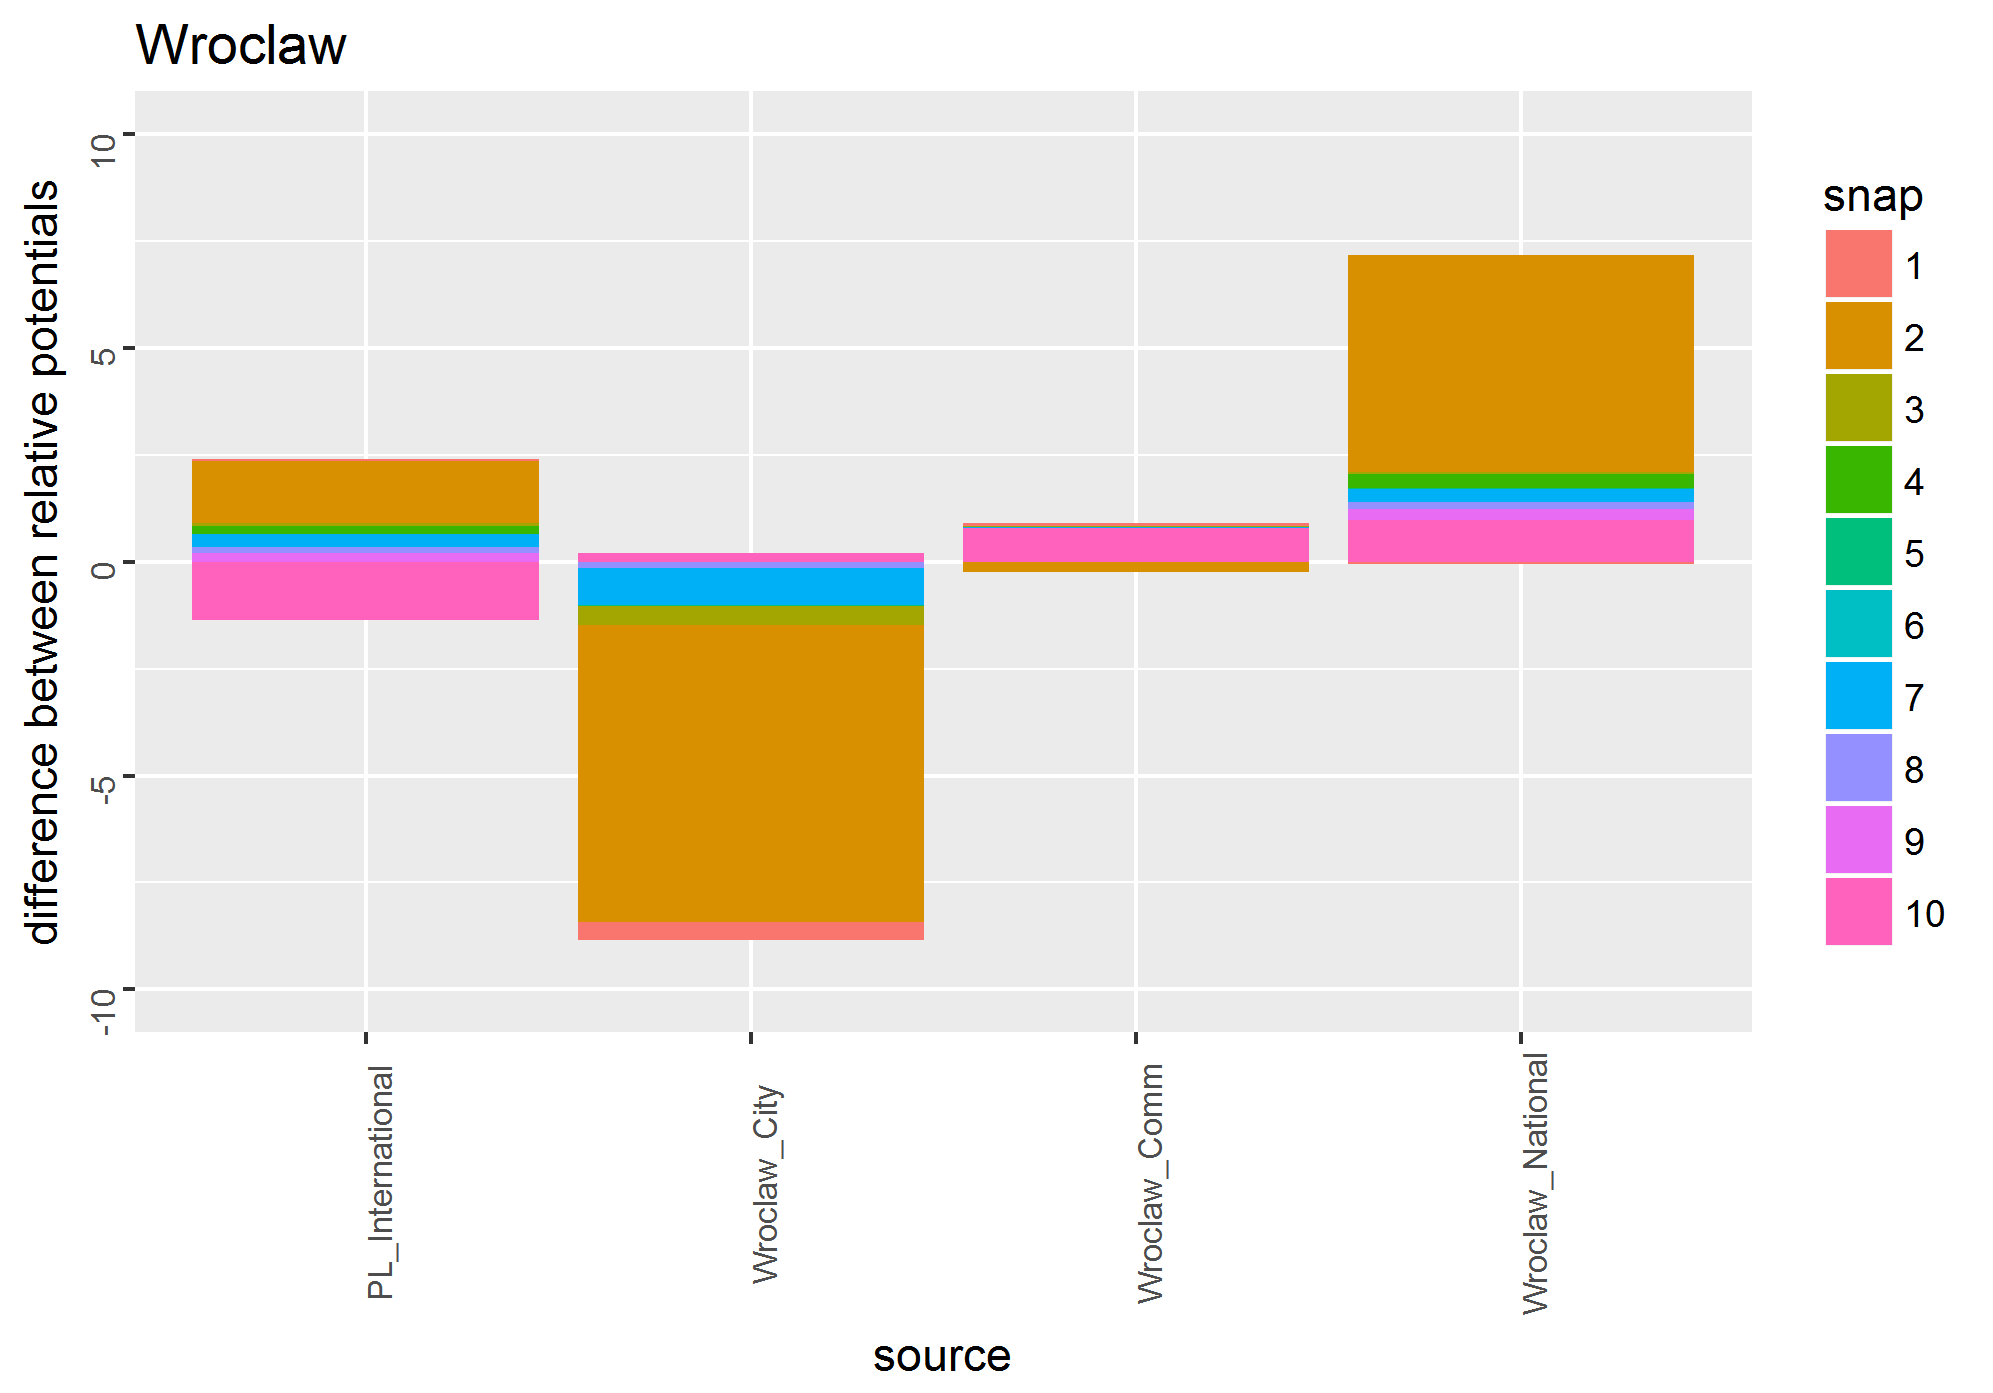 Wroclaw
difference between relative potentials
10
5
0
-5
-10
PL_International
Wroclaw_City
Wroclaw_Comm
Wroclaw_National
source
snap
1
2
3
4
5
6
7
8
9
10